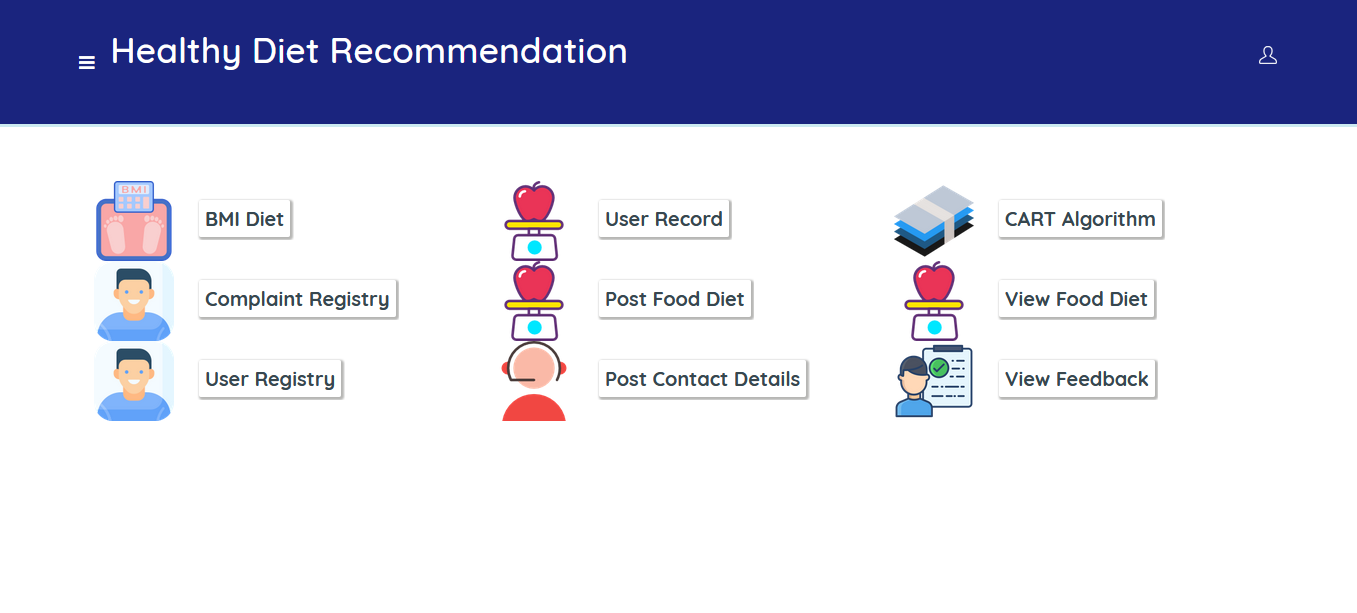 Healthy Diet Recommendation
BMI
BMI Diet
User Record
CART Algorithm
Complaint Registry
Post Food Diet
View Food Diet
User Registry
Post Contact Details
View Feedback